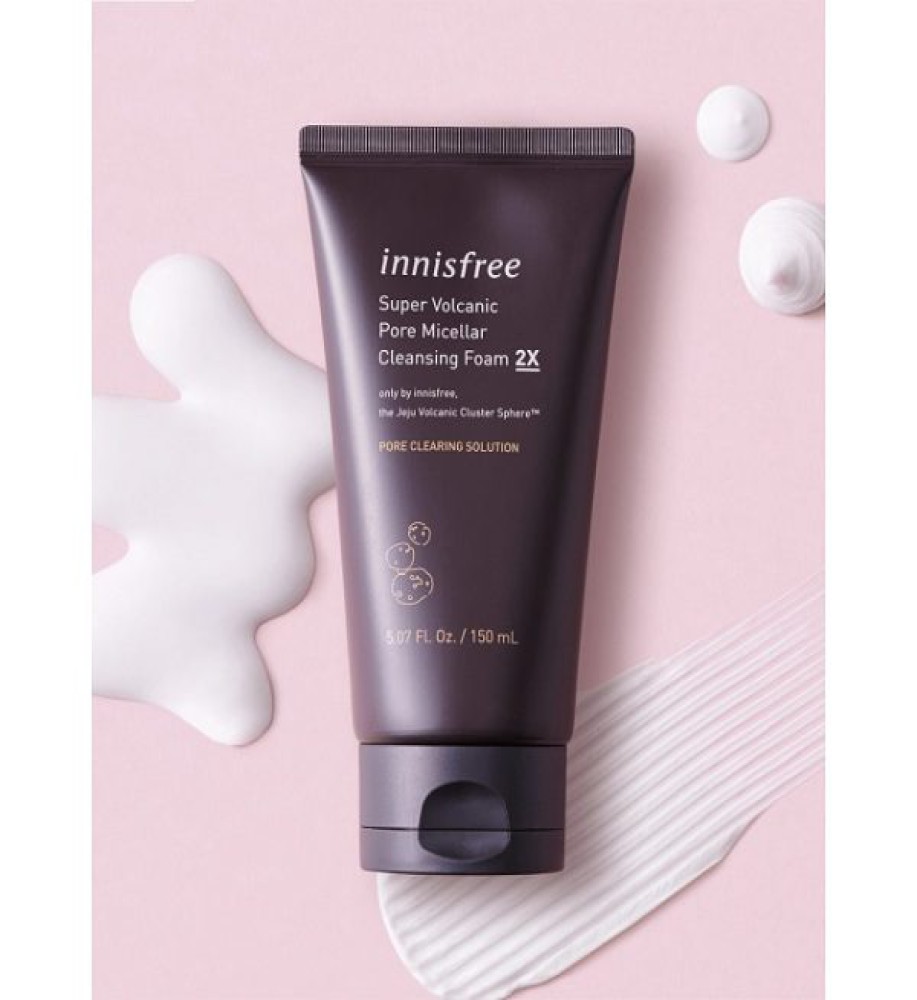 innisfree
Super Volcanic
Pore Micellar
Cleansing Foam 2X
only by innisfree,
the Jeju Volcanic Cluster Sphere™
PORE CLEARING SOLUTION
5.07 Fl. Oz. / 150 mL